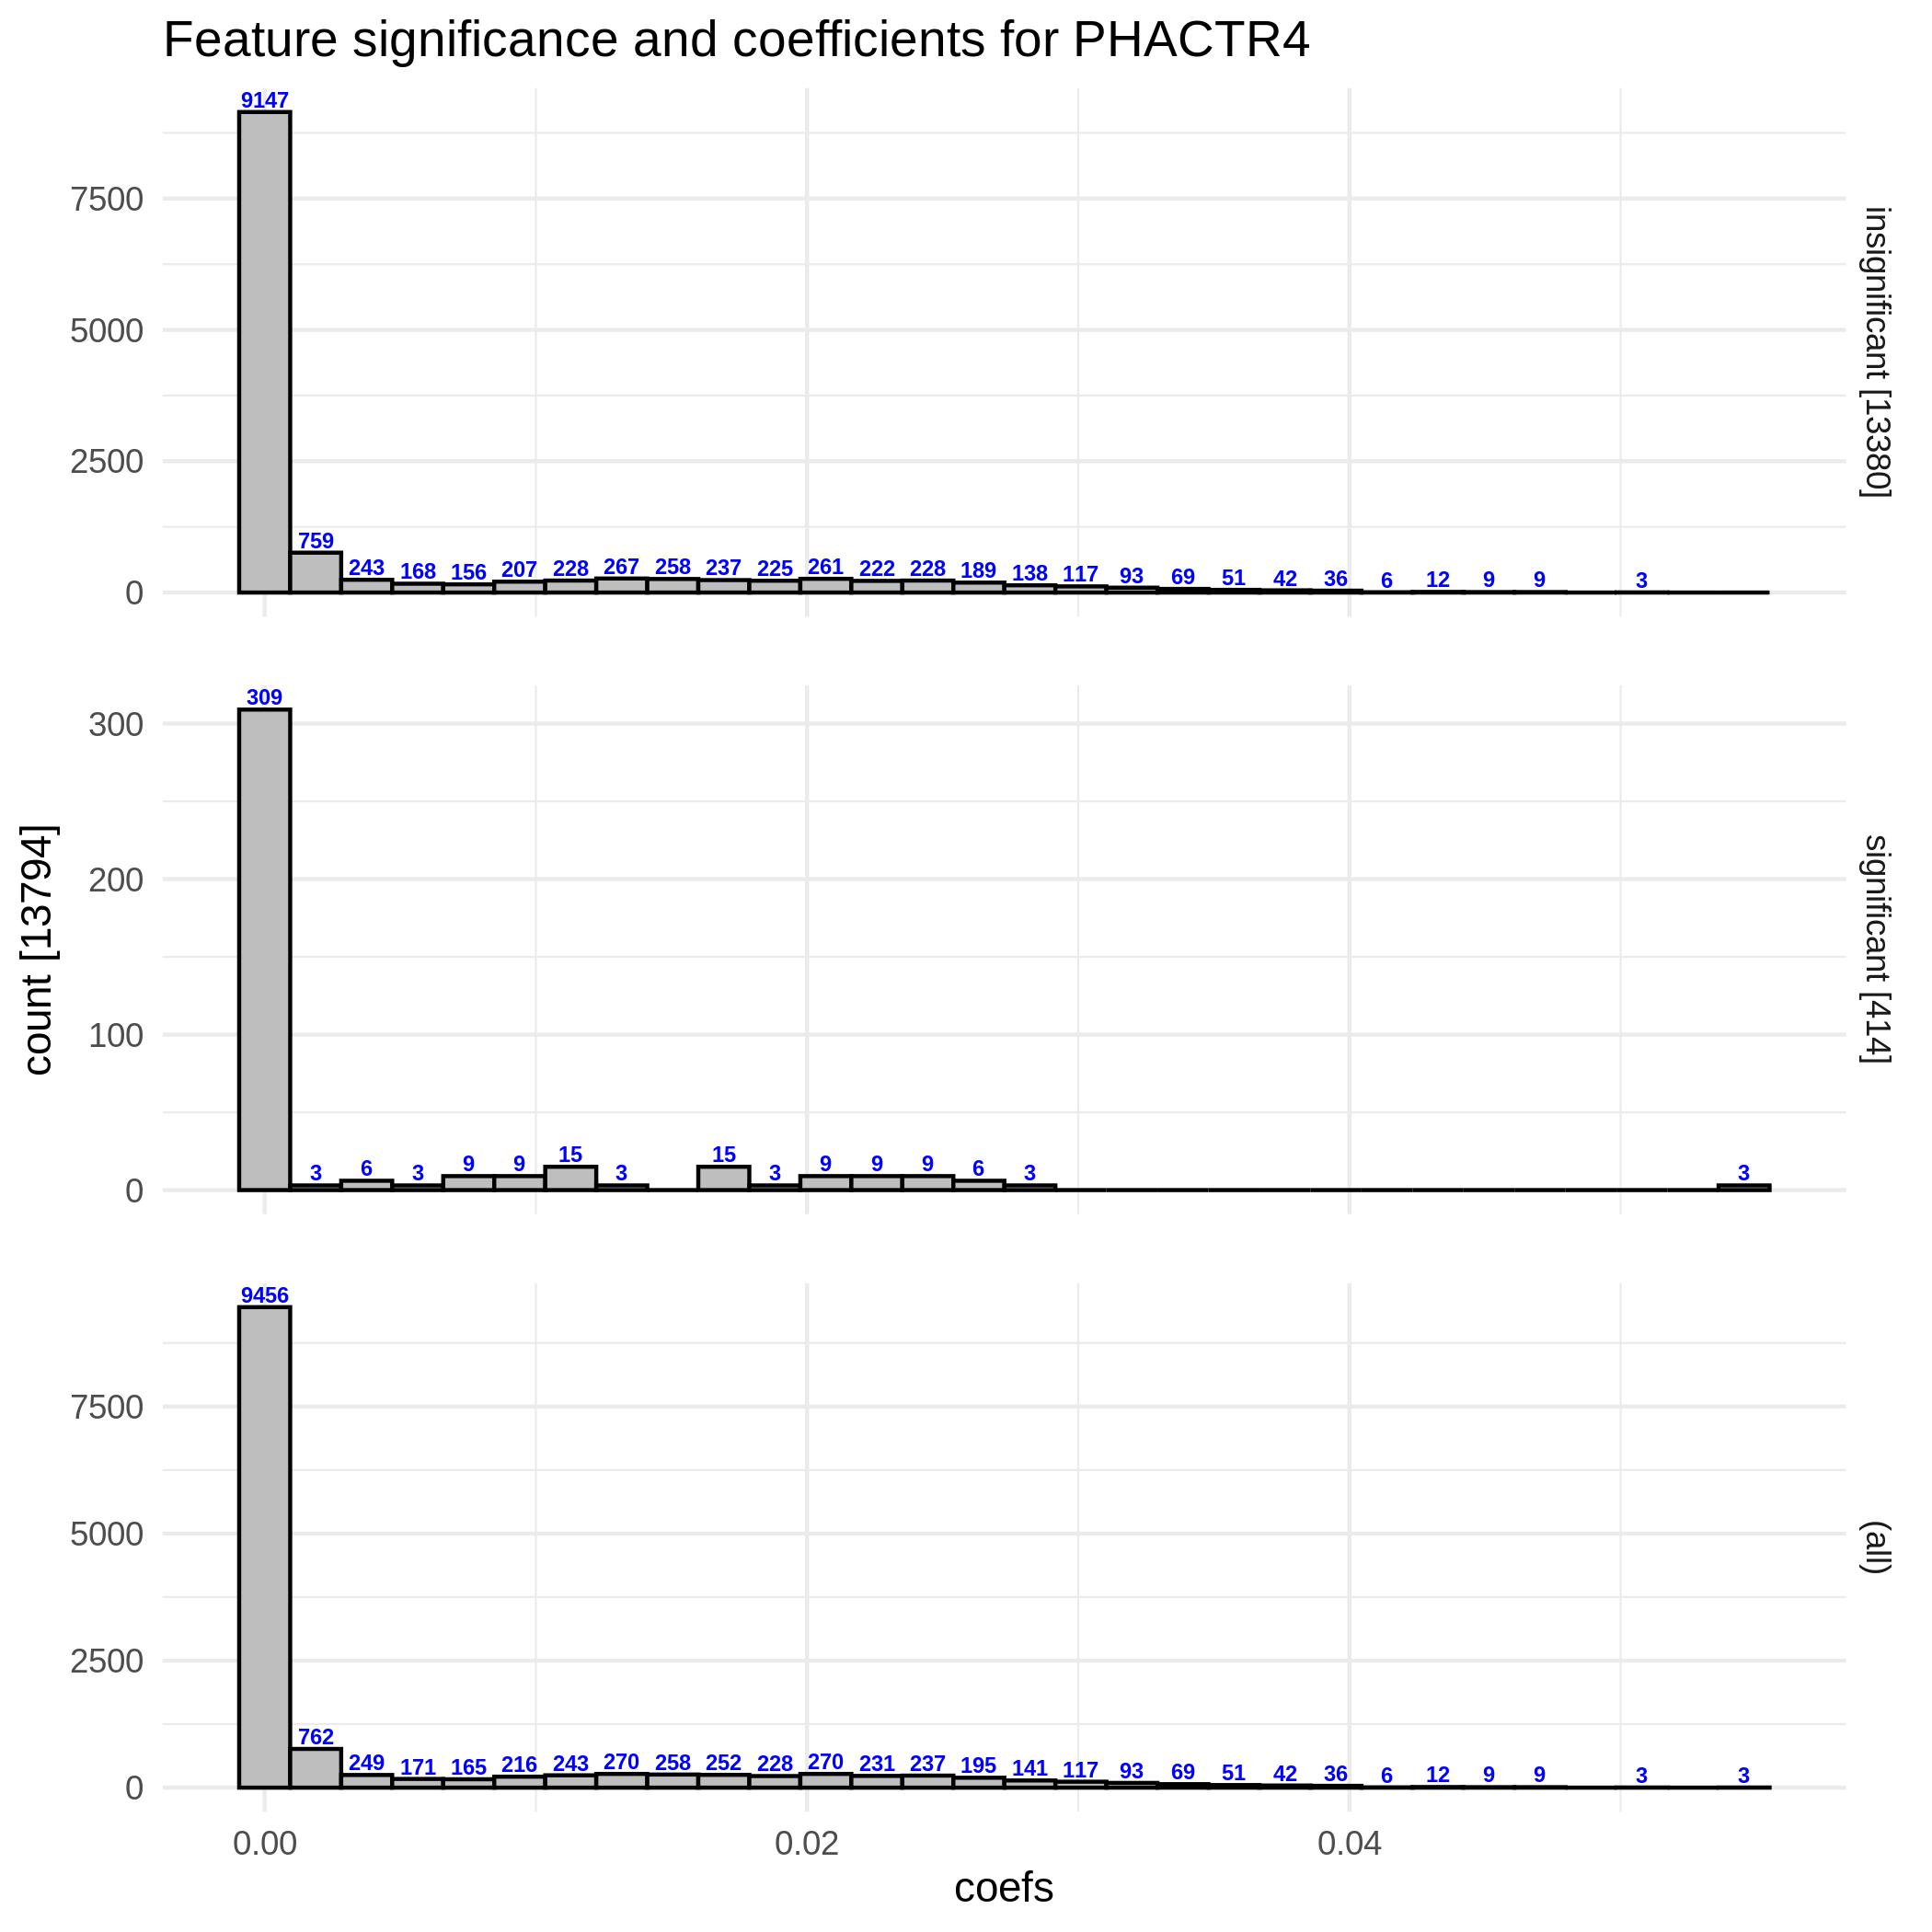 Feature significance and coefficients for PHACTR4
9147
7500
5000
2500
759
243 168 156 207 228 267 258 237 225 261 222 228 189 138 117 93 69 51 42 36 6 12 9 9 3
0
insignificant [13380]
309
300
200
100
3 6 3 9 9 15 3 15 3 9 9 9 6 3 3
0
significant [414]
count [13794]
9456
7500
5000
2500
762
249 171 165 216 243 270 258 252 228 270 231 237 195 141 117 93 69 51 42 36 6 12 9 9 3 3
0
(all)
0.00 0.02 0.04
coefs